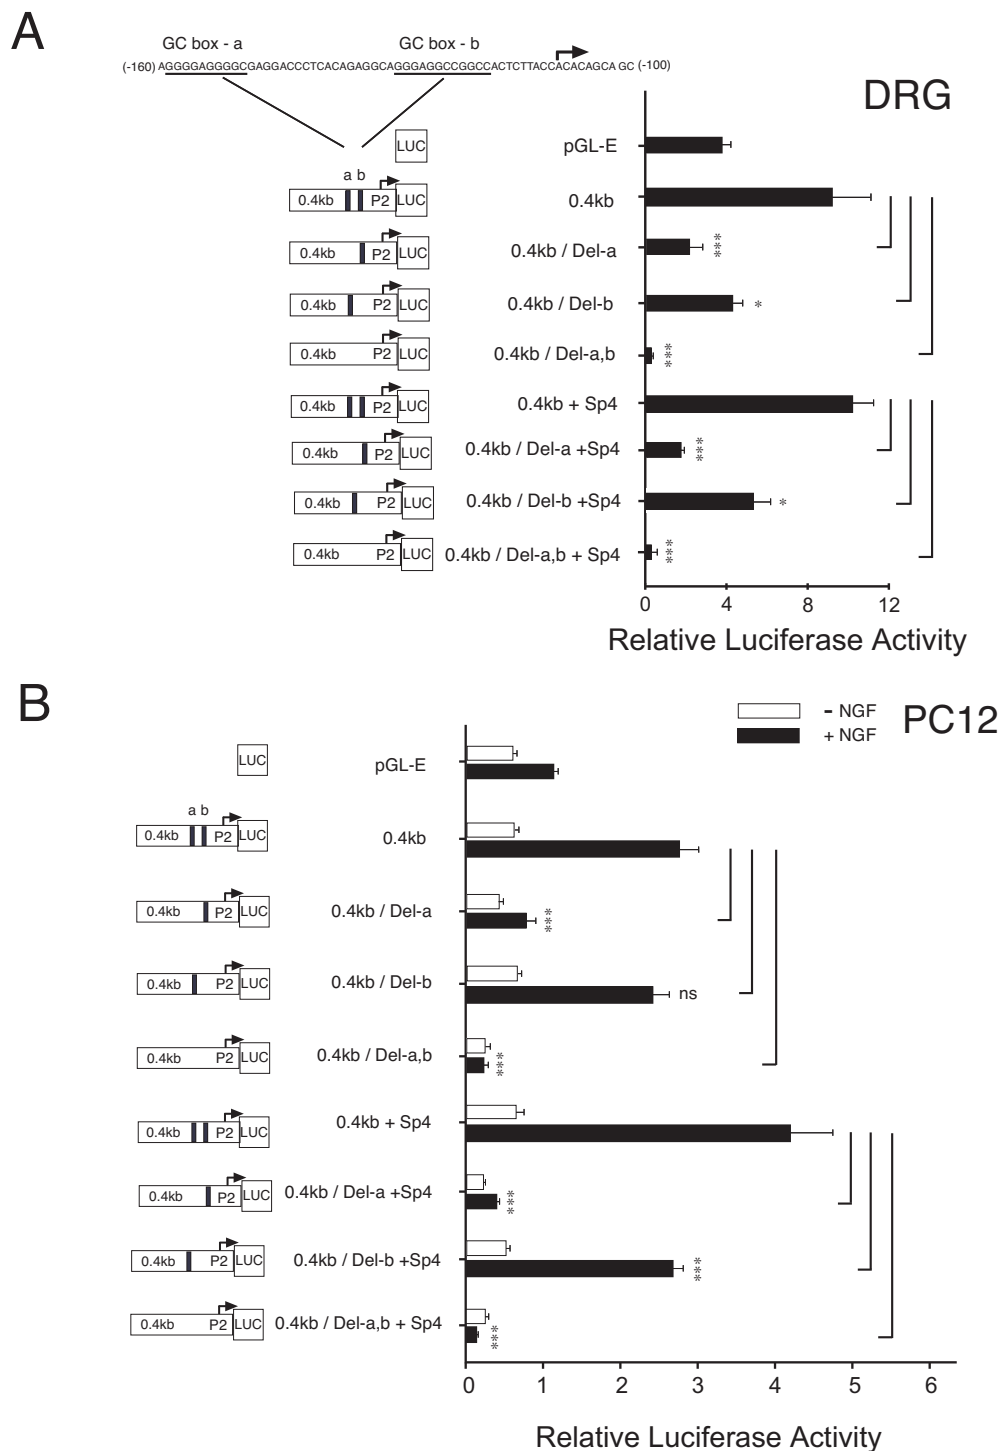 A
GC box - a
GC box - b
(-160) AGGGGAGGGGCGAGGACCCTCACAGAGGCAGGGAGGCCGGCCACTCTTACCACACAGCA GC (-100)
DRG
LUC
pGL-E
a b
0.4kb P2 LUC
0.4kb
0.4kb P2 LUC
0.4kb / Del-a
***
0.4kb P2 LUC
0.4kb / Del-b
*
0.4kb P2 LUC
0.4kb / Del-a,b
***
0.4kb P2 LUC
0.4kb + Sp4
0.4kb P2 LUC
0.4kb / Del-a +Sp4
***
0.4kb P2 LUC
0.4kb / Del-b +Sp4
*
0.4kb P2 LUC
0.4kb / Del-a,b + Sp4
***
0 4 8 12
Relative Luciferase Activity
B
- NGF
+ NGF
PC12
LUC
pGL-E
a b
0.4kb P2 LUC
0.4kb
0.4kb P2 LUC
0.4kb / Del-a
***
0.4kb P2 LUC
0.4kb / Del-b
ns
0.4kb P2 LUC
0.4kb / Del-a,b
***
0.4kb P2 LUC
0.4kb + Sp4
0.4kb P2 LUC
0.4kb / Del-a +Sp4
***
0.4kb P2 LUC
0.4kb / Del-b +Sp4
***
0.4kb P2 LUC
0.4kb / Del-a,b + Sp4
***
0 1 2 3 4 5 6
Relative Luciferase Activity